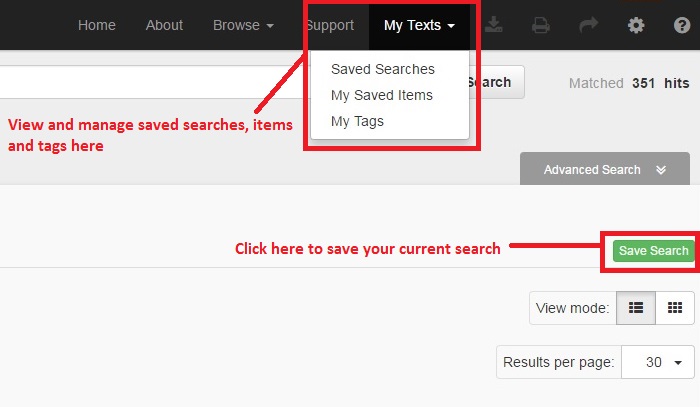 Home About Browse Support My Texts
Saved Searches
My Saved Items
My Tags
Search
Matched 351 hits
View and manage saved searches, items
and tags here
Advanced Search
Click here to save your current search
Save Search
View mode:
Results per page: 30